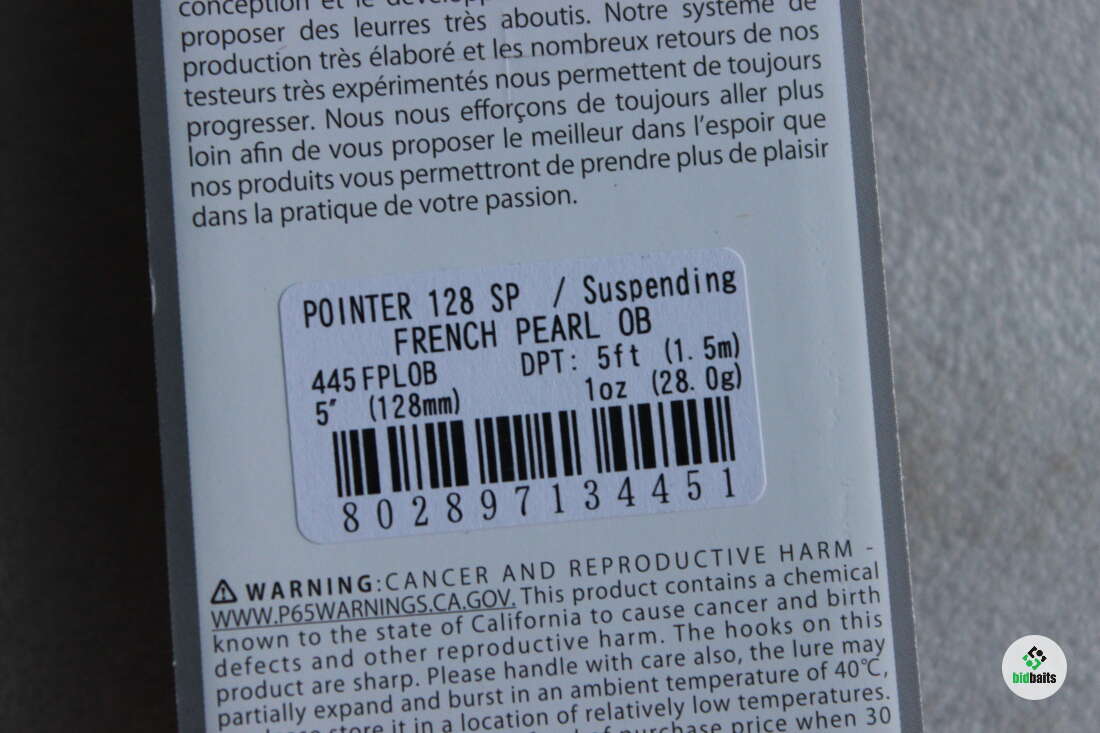 conception et le
proposer des leurres très aboutis. Notre système de
production très élaboré et les nombreux retours de nos
testeurs très expérimentés nous permettent de toujours
progresser. Nous nous efforçons de toujours aller plus
loin afin de vous proposer le meilleur dans l'espoir que
nos produits vous permettront de prendre plus de plaisir
dans la pratique de votre passion.
POINTER 128 SP / Suspending
FRENCH PEARL OB
445FPLOB DPT: 5ft (1.5m)
5″ (128mm) 1oz (28.0g)
802897134451
⚠ WARNING:CANCER AND REPRODUCTIVE HARM -
WWW.P65WARNINGS.CA.GOV. This product contains a chemical
known to the state of California to cause cancer and birth
defects and other reproductive harm. The hooks on this
product are sharp. Please handle with care also, the lure may
partially expand and burst in an ambient temperature of 40℃,
store it in a location of relatively low temperatures.
of purchase price when 30
bidbaits